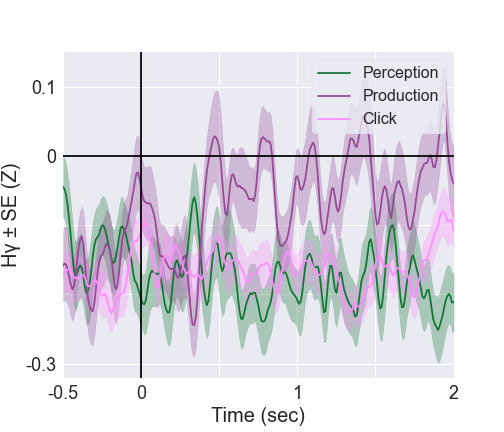 Perception
Production
Click
0.1
0
-0.3
Hγ ± SE (Z)
-0.5
0
1
2
Time (sec)